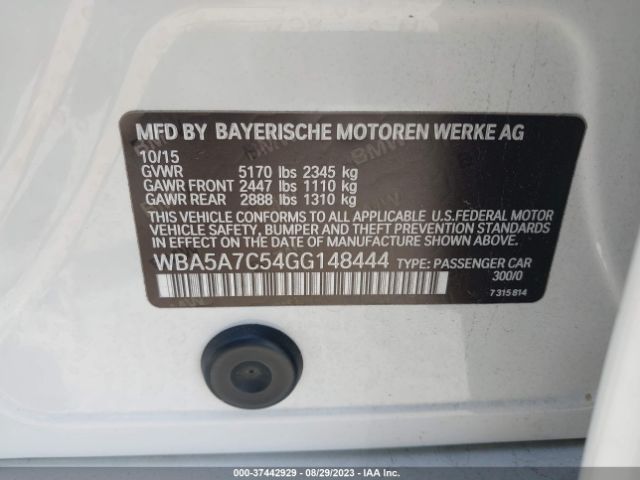 MFD BY BAYERISCHE MOTOREN WERKE AG
10/15
GVWR 5170 lbs 2345 kg
GAWR FRONT 2447 lbs 1110 kg
GAWR REAR 2888 lbs 1310 kg
THIS VEHICLE CONFORMS TO ALL APPLICABLE U.S.FEDERAL MOTOR
VEHICLE SAFETY, BUMPER AND THEFT PREVENTION STANDARDS
IN EFFECT ON THE DATE OF MANUFACTURE SHOWN ABOVE.
WBA5A7C54GG148444 TYPE: PASSENGER CAR
300/0
7315814
000-37442929 - 08/29/2023 - IAA Inc.